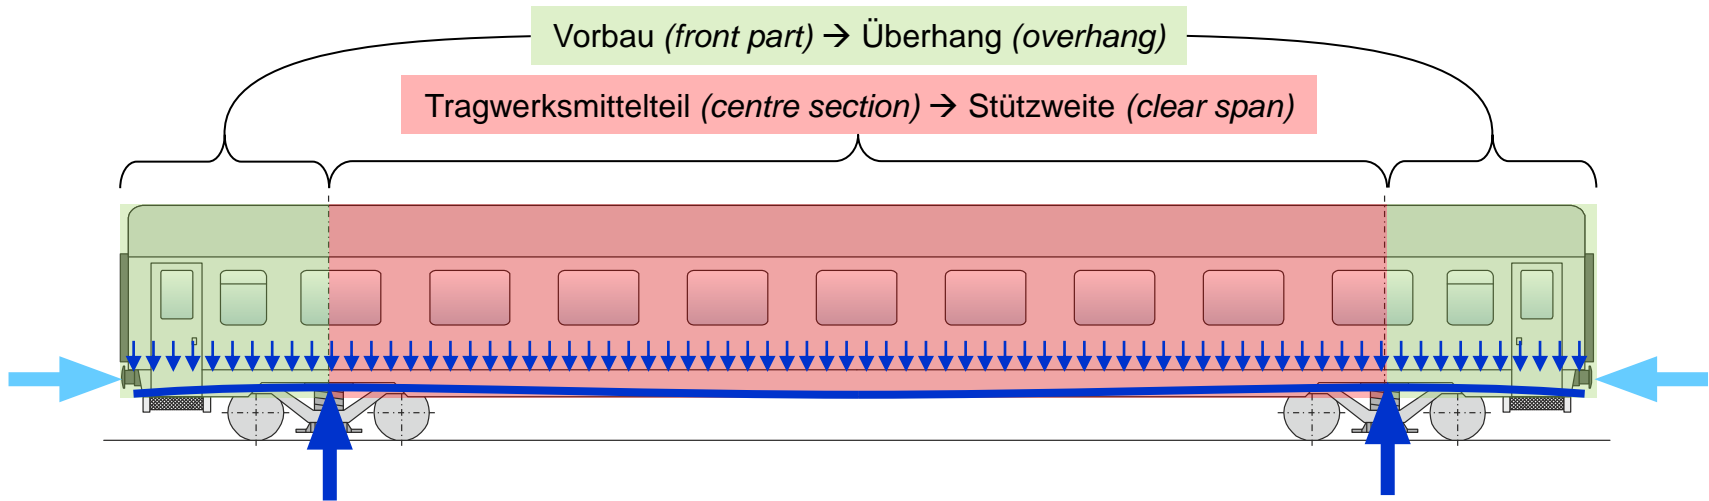 Vorbau (front part) → Überhang (overhang)
Tragwerksmittelteil (centre section) → Stützweite (clear span)